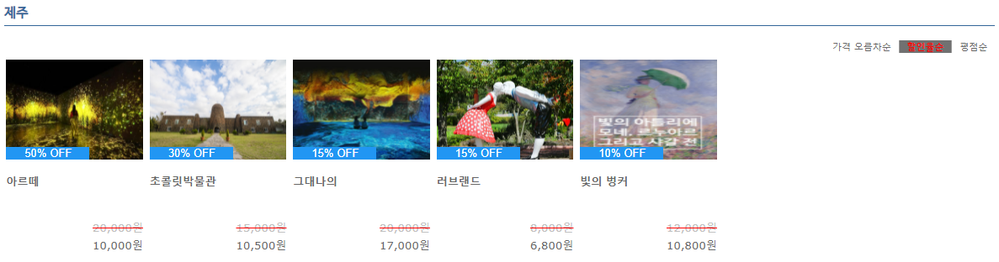 제주
가격 오름차순 할인율순 평점순
50% OFF 30% OFF 15% OFF 15% OFF 10% OFF
빛의 아틀리에
모네, 르누아르
그리고 샤갈 전
아르떼 초콜릿박물관 그대나의 러브랜드 빛의 벙커
20,000원 15,000원 20,000원 8,000원 12,000원
10,000원 10,500원 17,000원 6,800원 10,800원